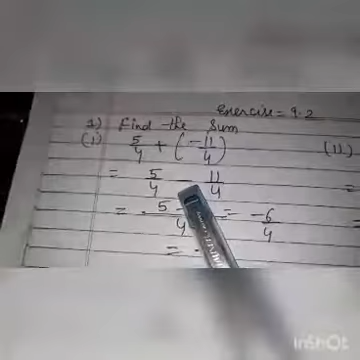 Exercise = 9.2
1) Find the Sum
(i) 5/4 + (-11/4) (ii)
= 5/4 - 11/4 =
= 5 /4 = -6/4
=
InShOt